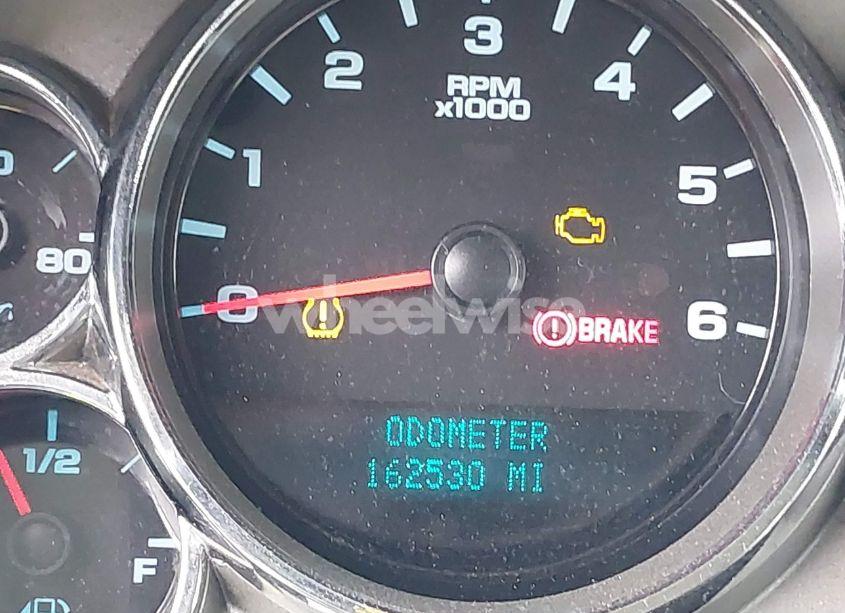 3
2
4
RPM
x1000
1
5
80
0
6
wheelwise
BRAKE
ODOMETER
162530 MI
1/2
F